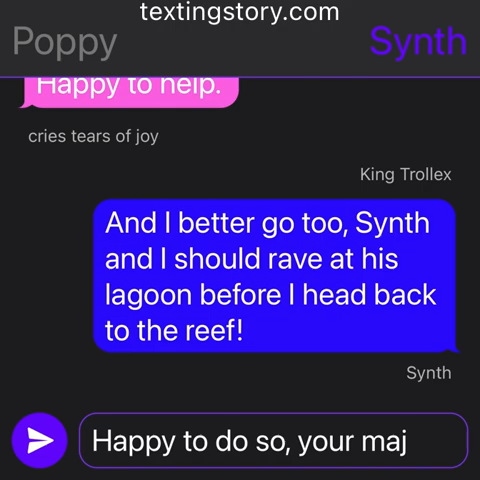 textingstory.com
Poppy
Synth
Happy to help.
cries tears of joy
King Trollex
And I better go too, Synth
and I should rave at his
lagoon before I head back
to the reef!
Synth
Happy to do so, your maj